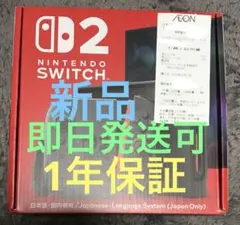 ÆON
2
NINTENDO
SWITCH
新品
即日発送可
1年保証
日本語・国内専用/Japanese-Language System (Japan Only)